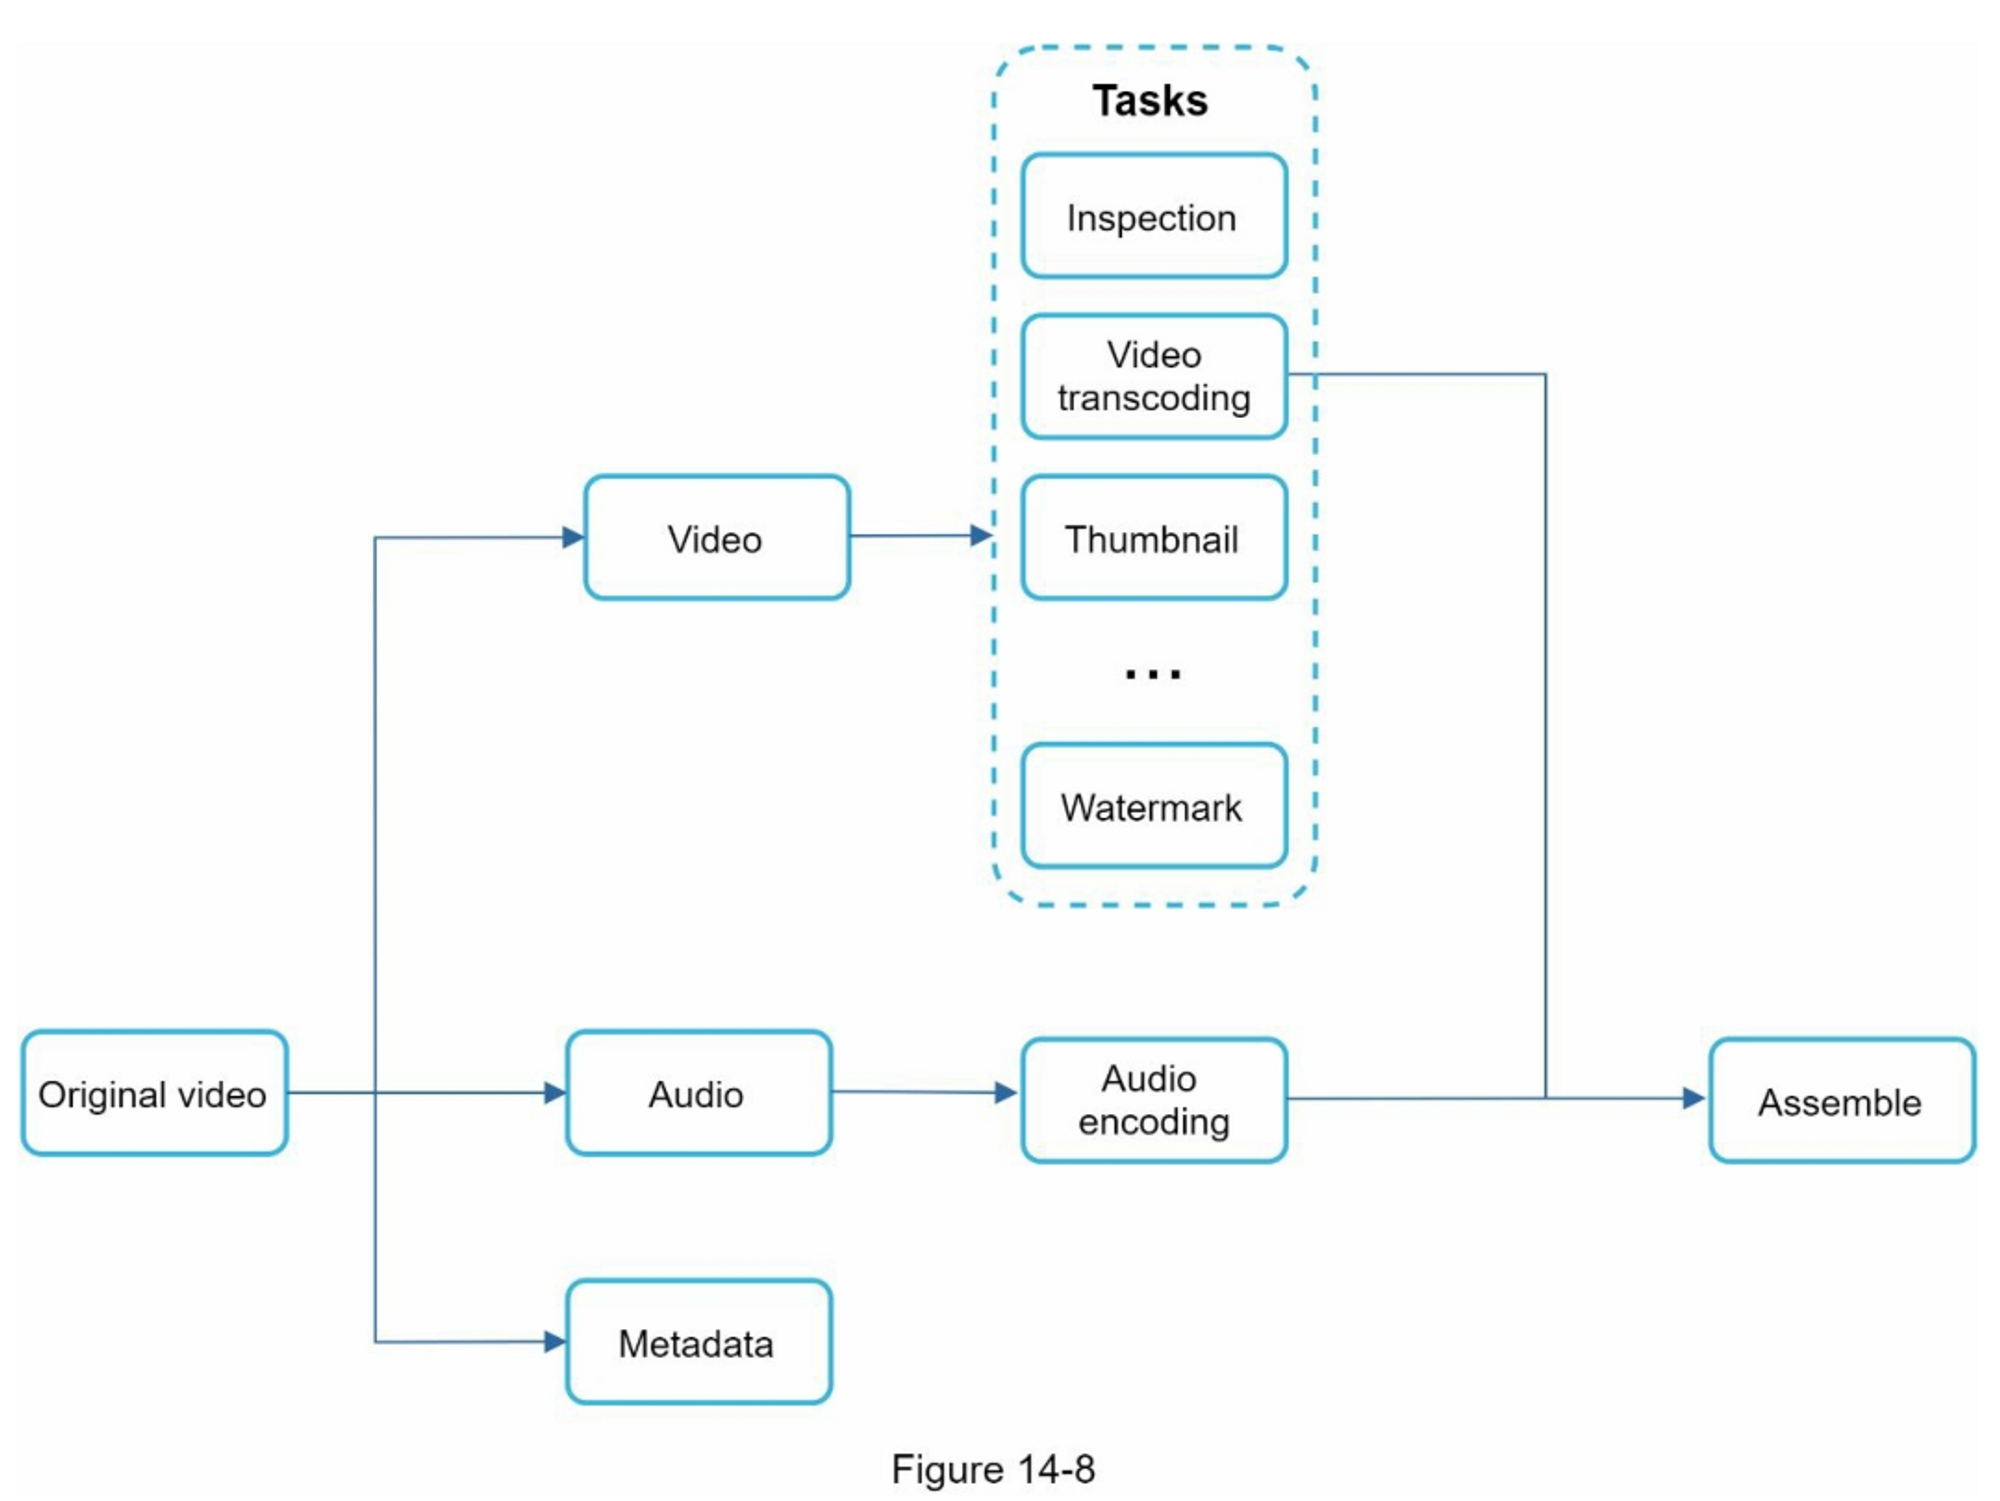 Tasks
Inspection
Video
transcoding
Video
Thumbnail
...
Watermark
Original video
Audio
Audio
encoding
Assemble
Metadata
Figure 14-8